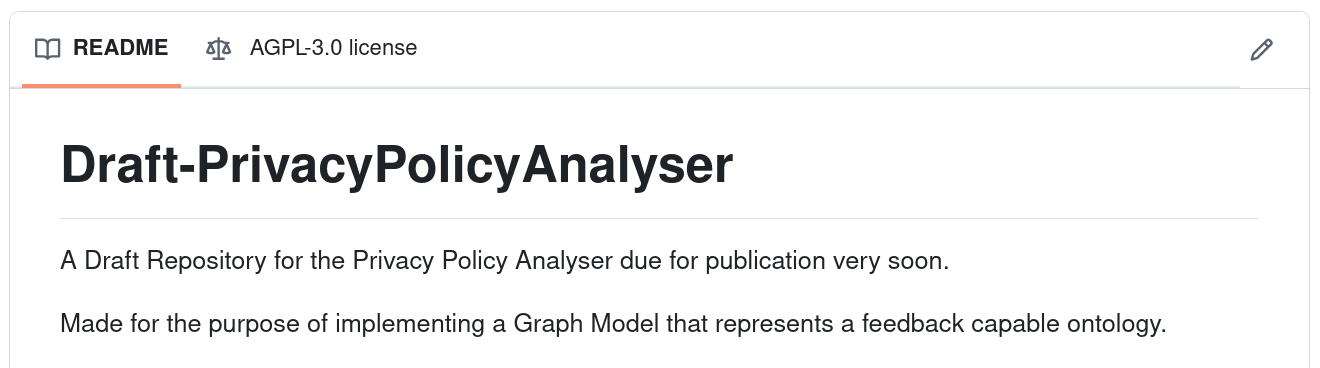 README AGPL-3.0 license
Draft-PrivacyPolicyAnalyser
A Draft Repository for the Privacy Policy Analyser due for publication very soon.
Made for the purpose of implementing a Graph Model that represents a feedback capable ontology.